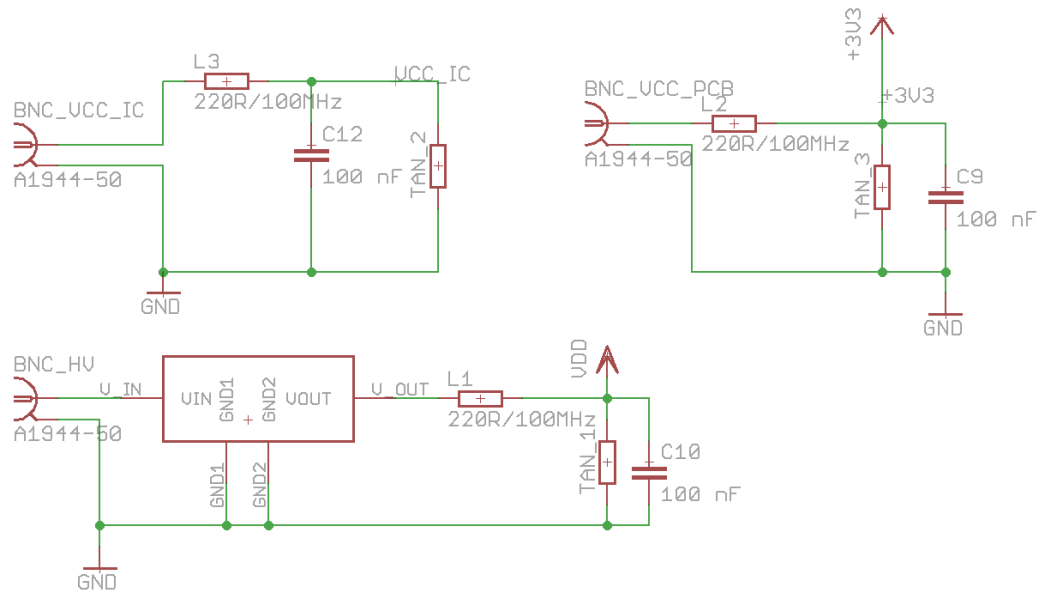 L3
VCC_IC
220R/100MHz
BNC_VCC_IC
C12
TAN_2
100 nF
A1944-50
GND
+3V3
BNC_VCC_PCB
+3V3
L2
220R/100MHz
A1944-50
TAN_3
C9
100 nF
GND
BNC_HV
VDD
V_IN
VIN
GND1
GND2
VOUT
V_OUT
L1
220R/100MHz
A1944-50
TAN_1
C10
100 nF
GND1
GND2
GND